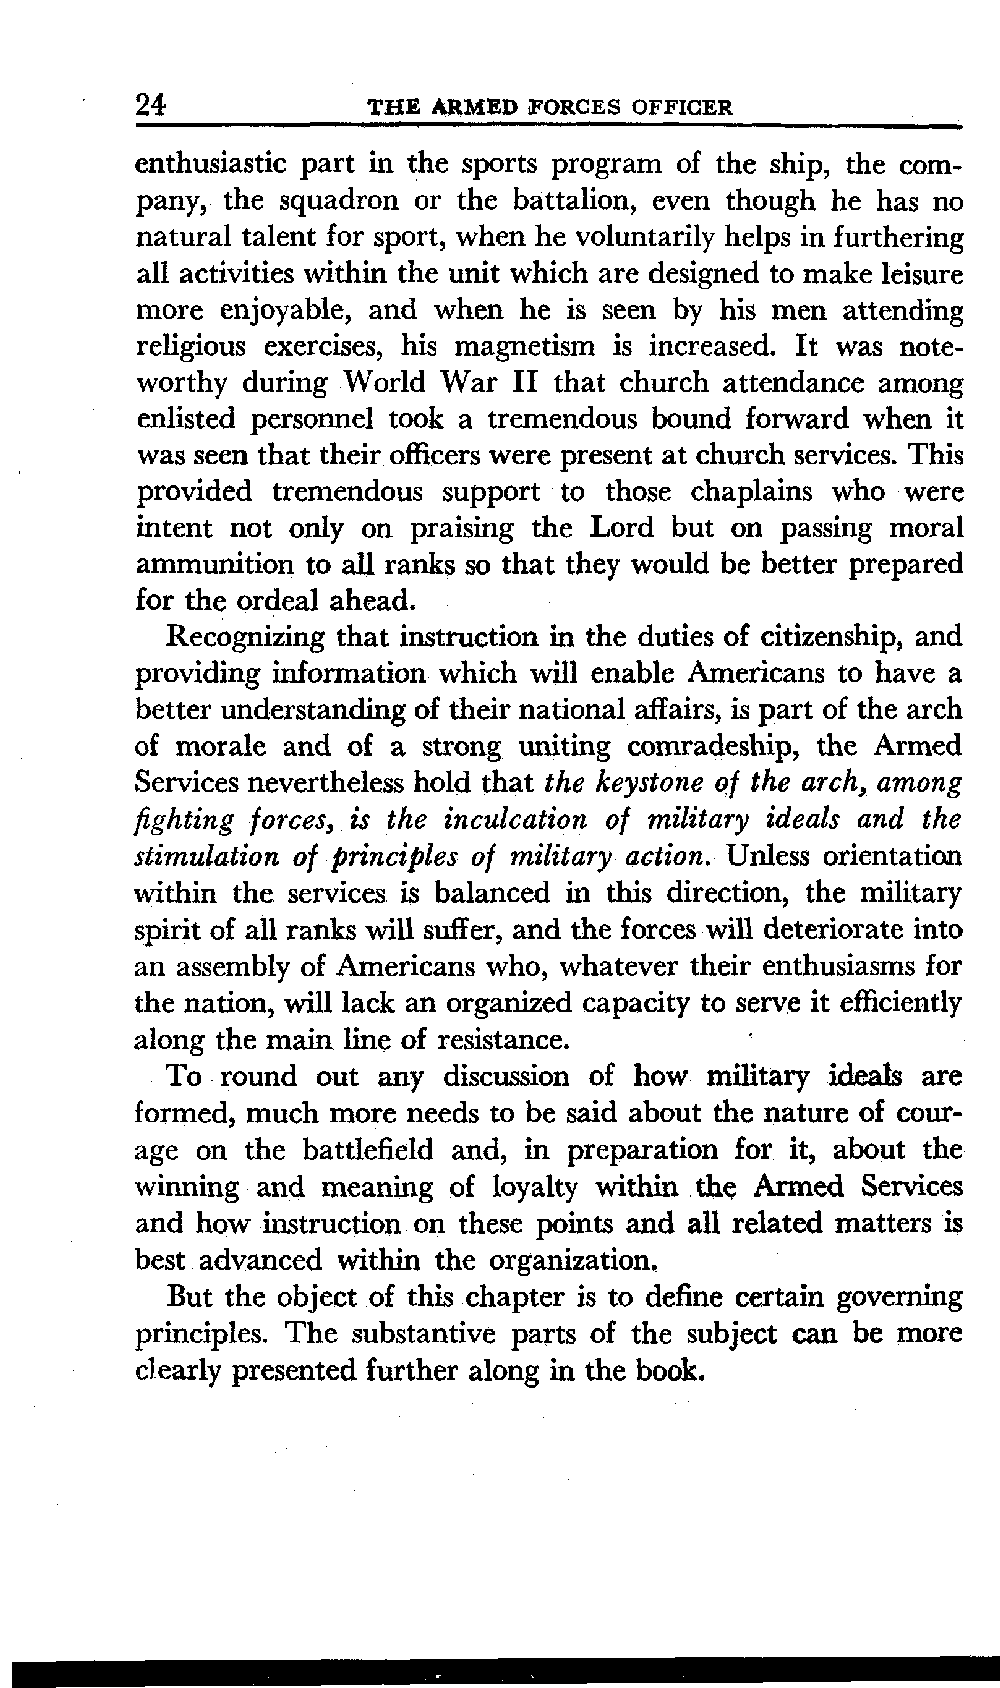 24 THE ARMED FORCES OFFICER
enthusiastic part in the sports program of the ship, the com-
pany, the squadron or the battalion, even though he has no
natural talent for sport, when he voluntarily helps in furthering
all activities within the unit which are designed to make leisure
more enjoyable, and when he is seen by his men attending
religious exercises, his magnetism is increased. It was note-
worthy during World War II that church attendance among
enlisted personnel took a tremendous bound forward when it
was seen that their officers were present at church services. This
provided tremendous support to those chaplains who were
intent not only on praising the Lord but on passing moral
ammunition to all ranks so that they would be better prepared
for the ordeal ahead.
Recognizing that instruction in the duties of citizenship, and
providing information which will enable Americans to have a
better understanding of their national affairs, is part of the arch
of morale and of a strong uniting comradeship, the Armed
Services nevertheless hold that the keystone of the arch, among
fighting forces, is the inculcation of military ideals and the
stimulation of principles of military action. Unless orientation
within the services is balanced in this direction, the military
spirit of all ranks will suffer, and the forces will deteriorate into
an assembly of Americans who, whatever their enthusiasms for
the nation, will lack an organized capacity to serve it efficiently
along the main line of resistance.
To round out any discussion of how military ideals are
formed, much more needs to be said about the nature of cour-
age on the battlefield and, in preparation for it, about the
winning and meaning of loyalty within the Armed Services
and how instruction on these points and all related matters is
best advanced within the organization.
But the object of this chapter is to define certain governing
principles. The substantive parts of the subject can be more
clearly presented further along in the book.